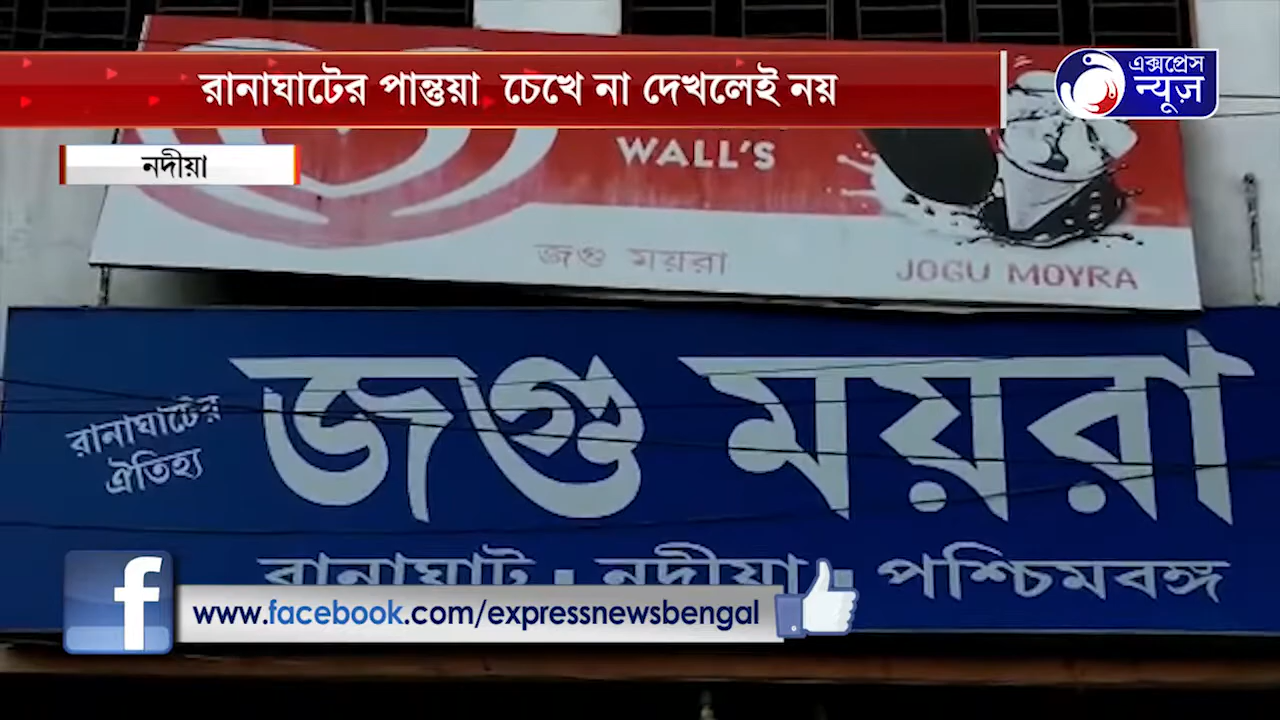 রানাঘাটের পান্তুয়া চেখে না দেখলেই নয়
এক্সপ্রেস
ন্যূজ
নদীয়া
WALL'S
জগু ময়রা
JOGU MOYRA
রানাঘাটের
ঐতিহ্য
জগু ময়রা
রানাঘাট ▪ নদীয়া ▪ পশ্চিমবঙ্গ
www.facebook.com/expressnewsbengal